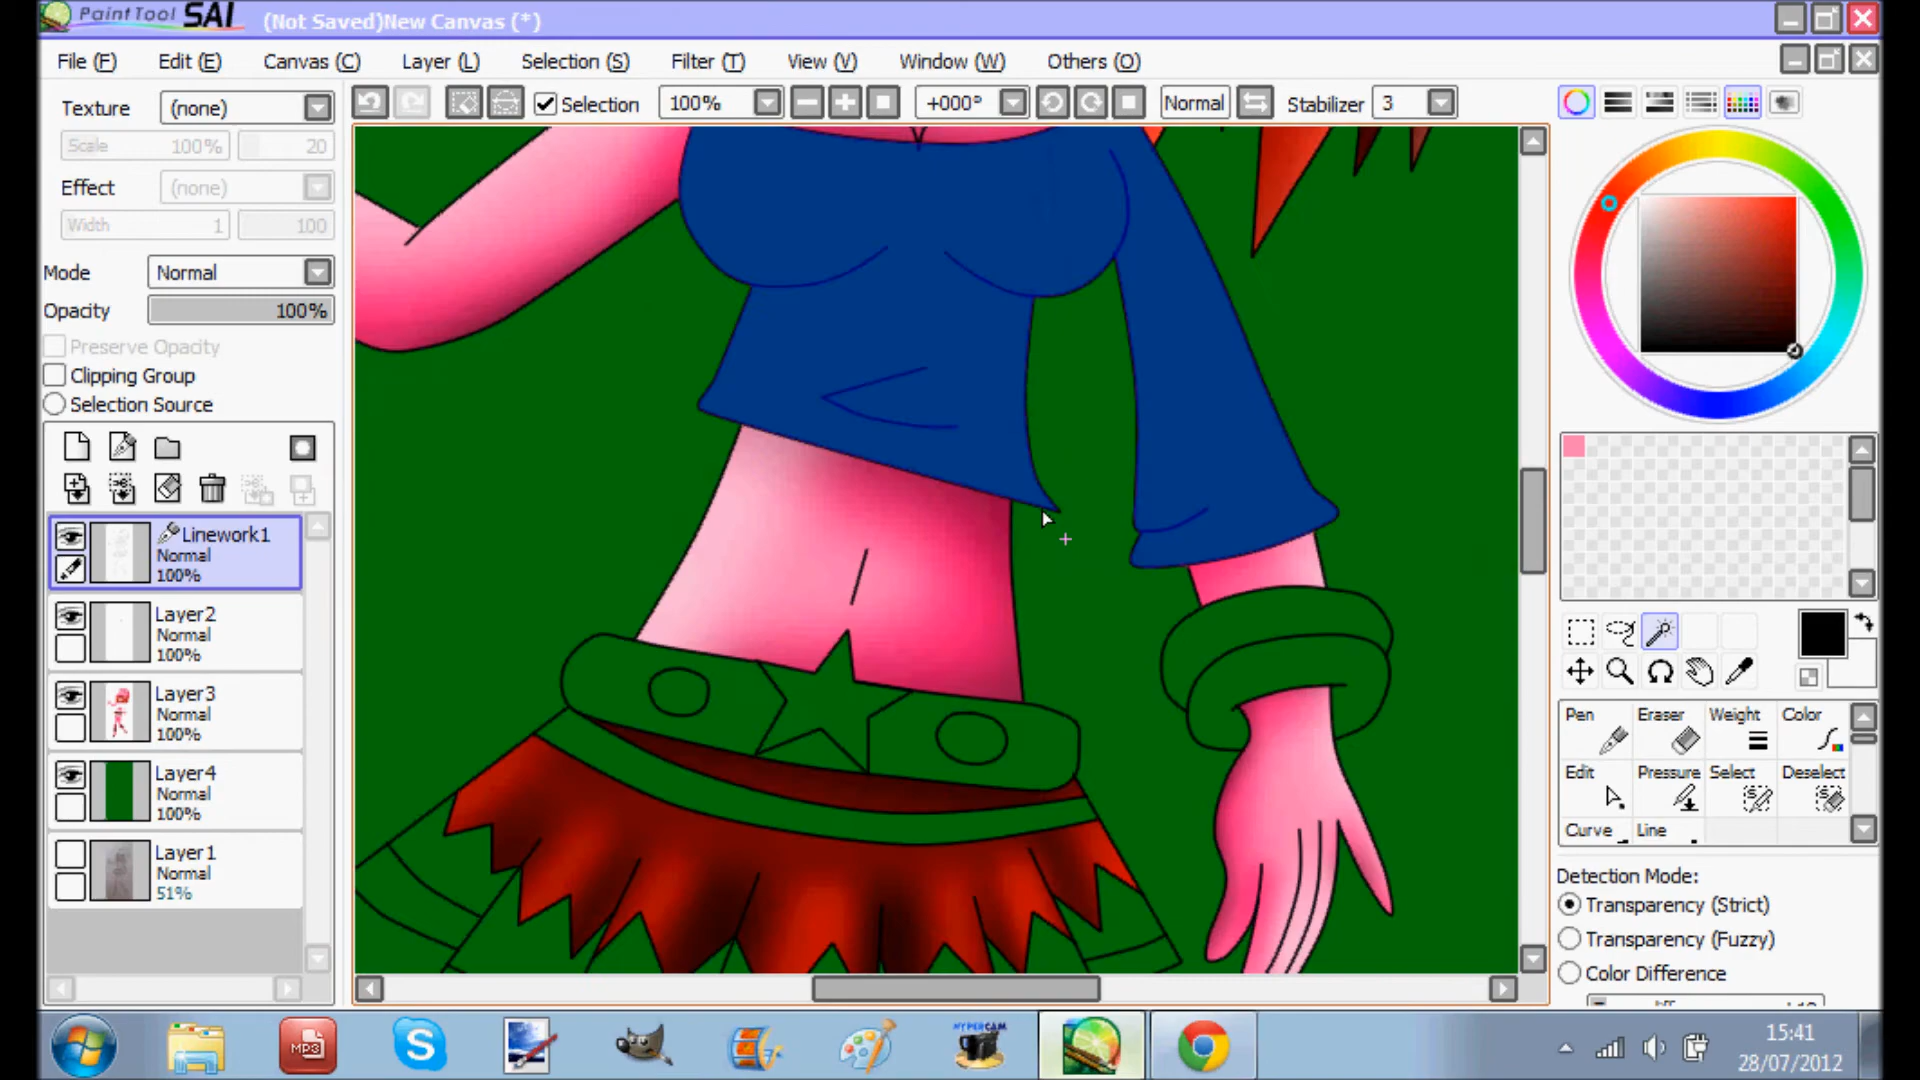 PaintTool SAI (Not Saved)New Canvas (*)
File (F) Edit (E) Canvas (C) Layer (L) Selection (S) Filter (T) View (V) Window (W) Others (O)
Texture (none)
Selection 100% +000° Normal Stabilizer 3
Scale 100% 20
Effect (none)
Width 1 100
Mode Normal
Opacity 100%
Preserve Opacity
Clipping Group
Selection Source
Linework1
Normal
100%
Layer2
Normal
100%
Layer3
Normal
100%
Layer4
Normal
100%
Layer1
Normal
51%
Pen Eraser Weight Color
Edit Pressure Select Deselect
Curve Line
Detection Mode:
Transparency (Strict)
Transparency (Fuzzy)
Color Difference
MP3
HYPERCAM
15:41
28/07/2012